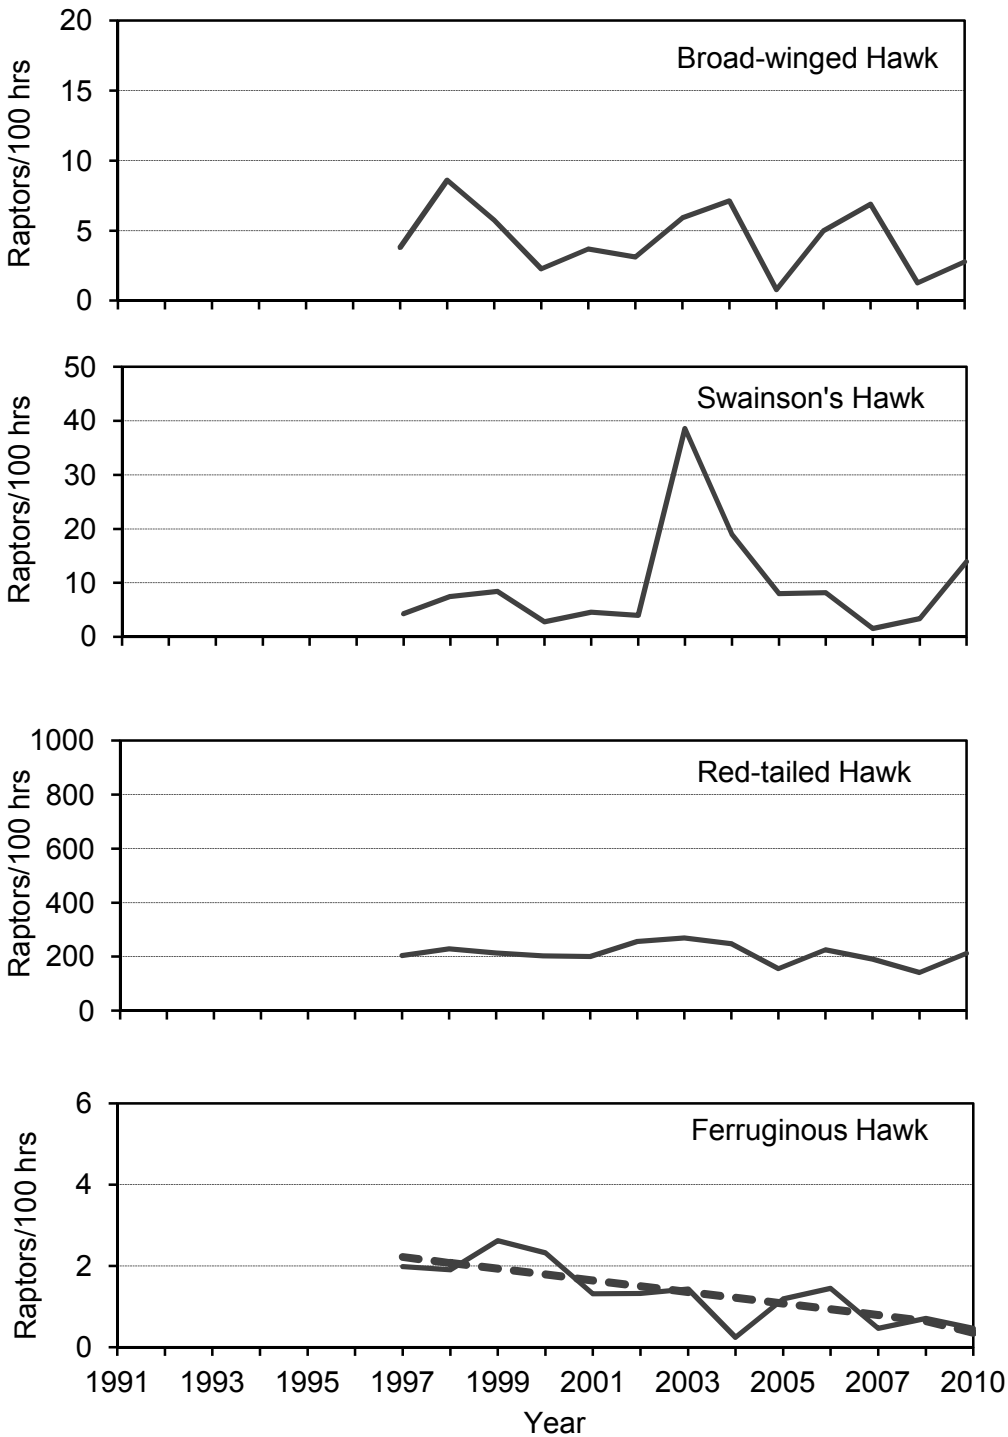 20
15
10
5
0
Raptors/100 hrs
Broad-winged Hawk
50
40
30
20
10
0
Raptors/100 hrs
Swainson's Hawk
1000
800
600
400
200
0
Raptors/100 hrs
Red-tailed Hawk
6
4
2
0
Raptors/100 hrs
Ferruginous Hawk
1991 1993 1995 1997 1999 2001 2003 2005 2007 2010
Year